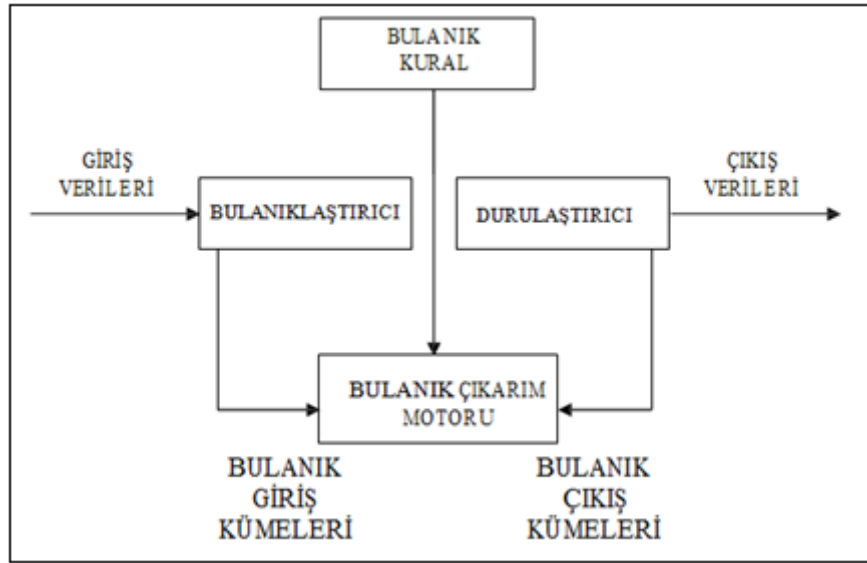 BULANIK
KURAL
GİRİŞ
VERİLERİ
ÇIKIŞ
VERİLERİ
BULANIKLAŞTIRICI
DURULAŞTIRICI
BULANIK ÇIKARIM
MOTORU
BULANIK
GİRİŞ
KÜMELERİ
BULANIK
ÇIKIŞ
KÜMELERİ